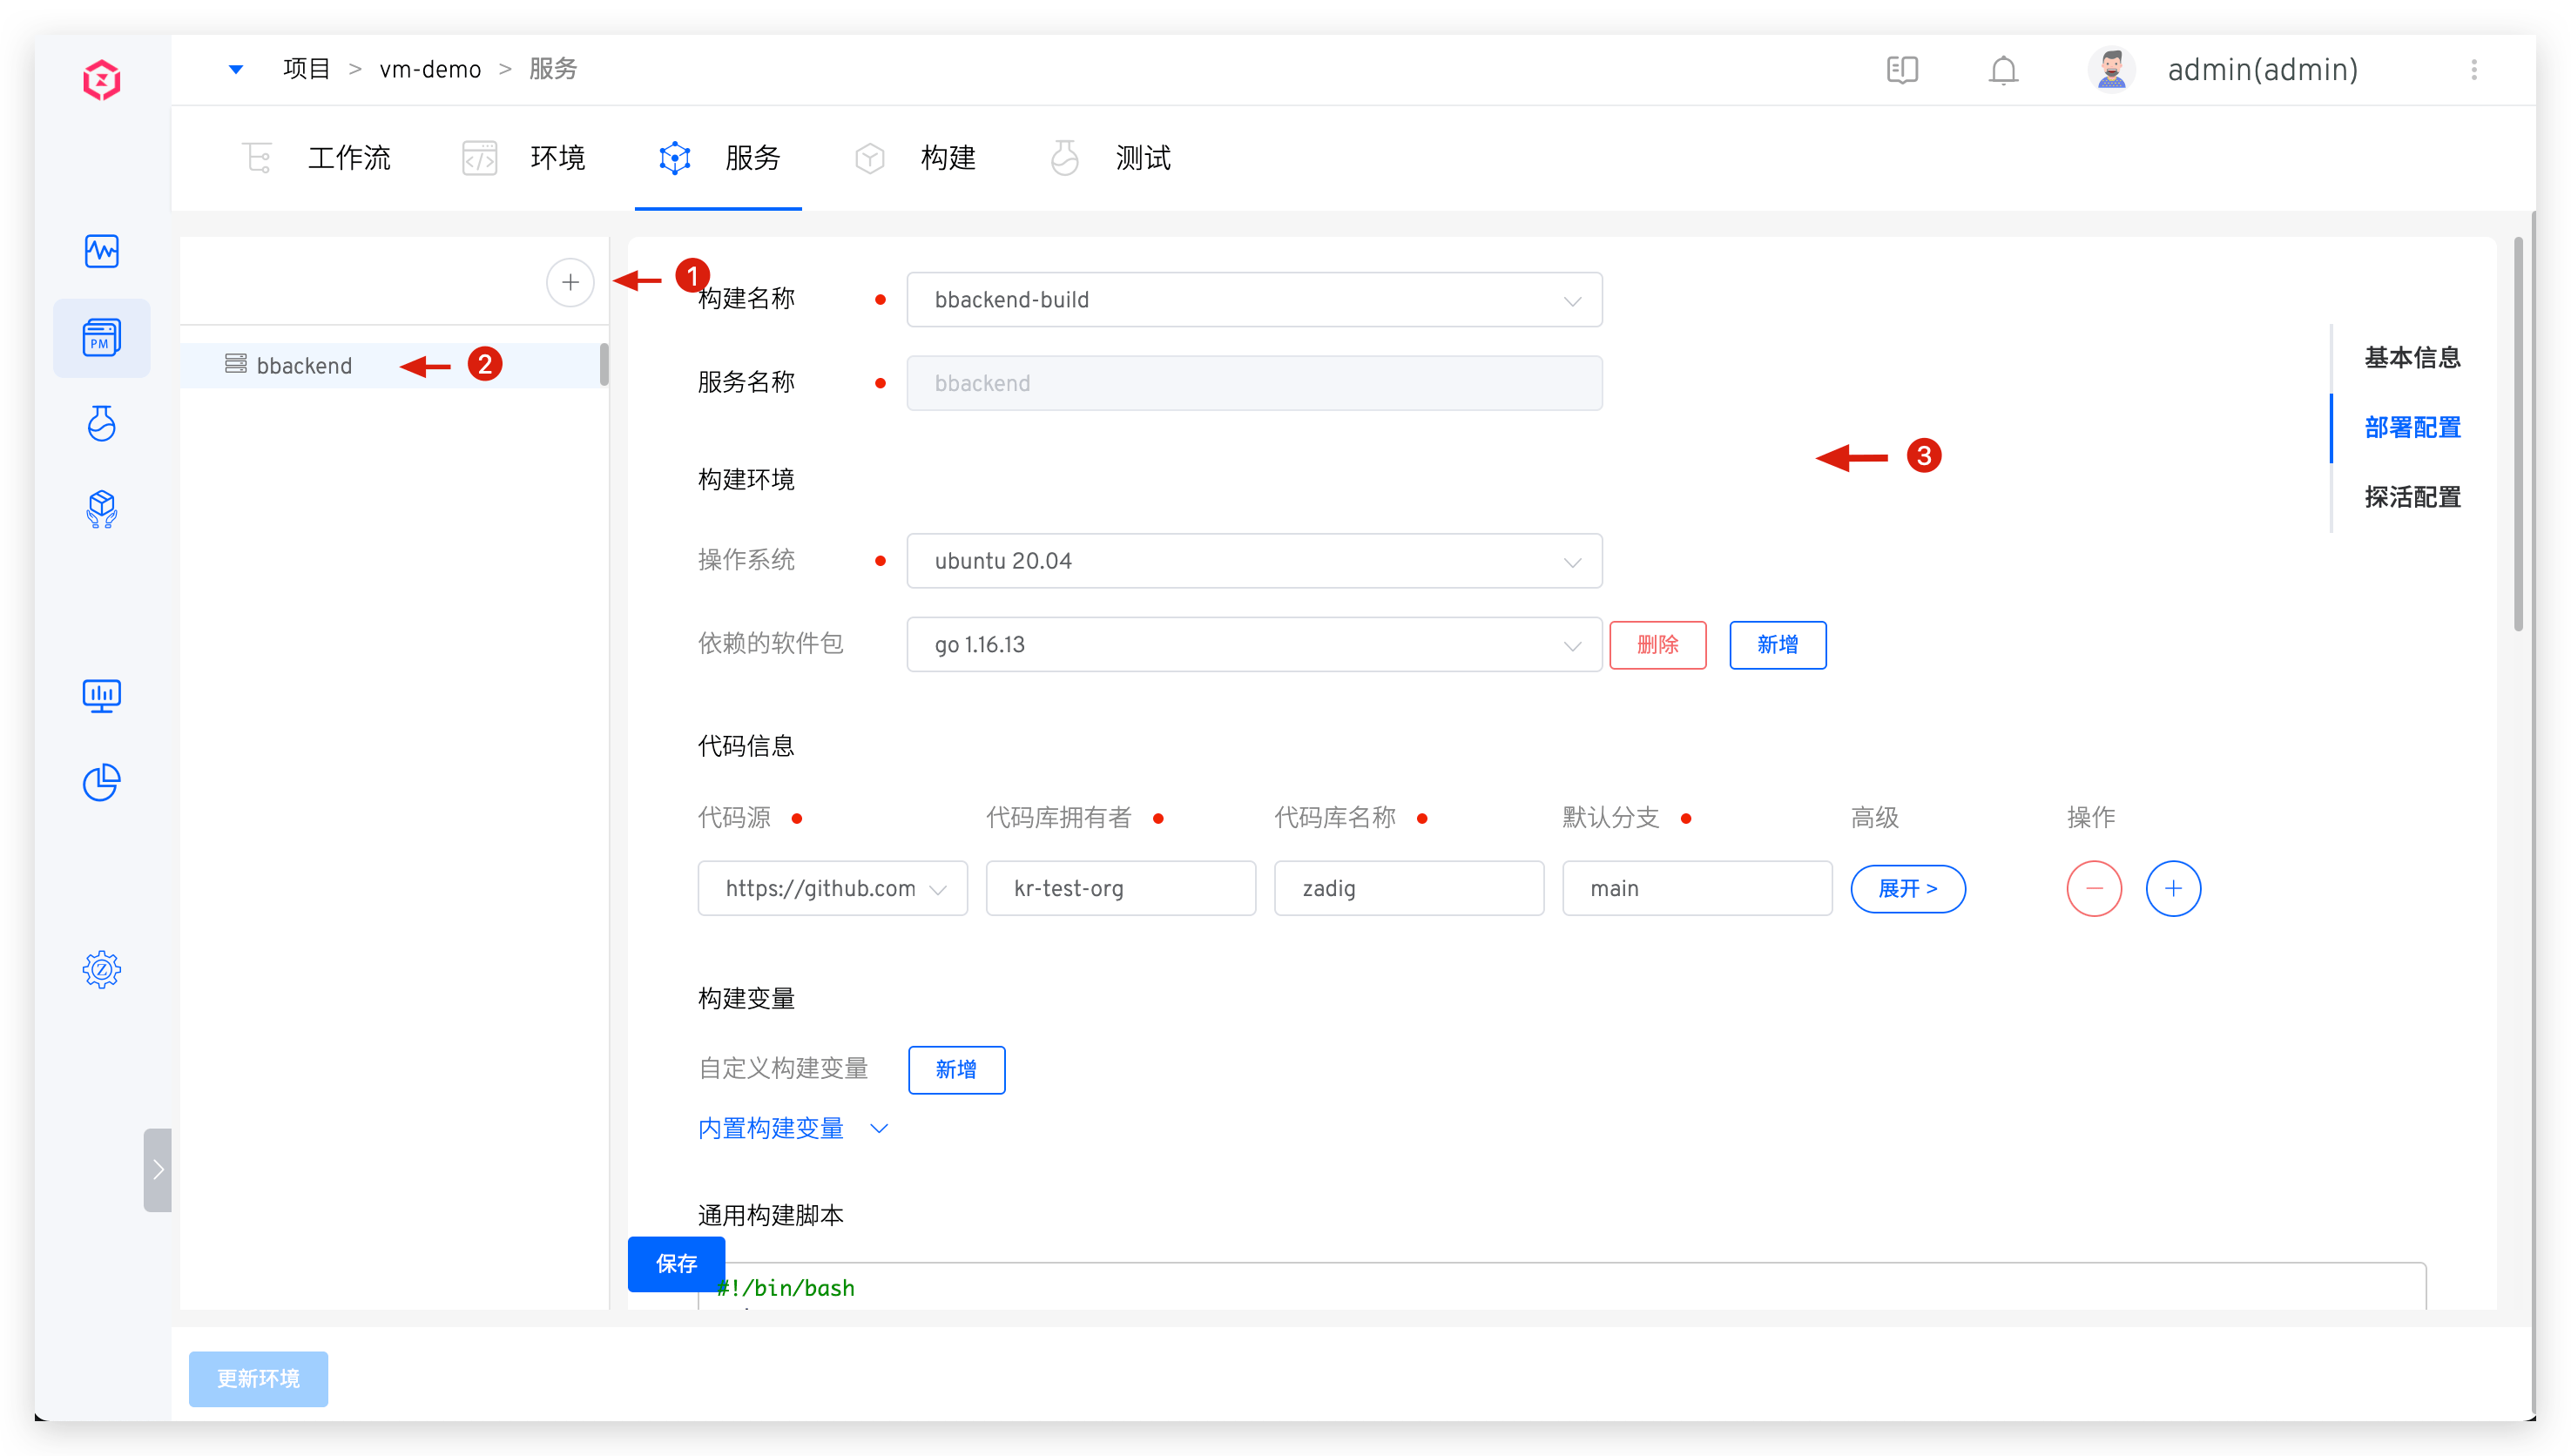 项目 > vm-demo > 服务
admin(admin)
工作流 环境 服务 构建 测试
1
构建名称 bbackend-build
PM
bbackend 2
服务名称 bbackend
基本信息
部署配置
探活配置
3
构建环境
操作系统 ubuntu 20.04
依赖的软件包 go 1.16.13 删除 新增
代码信息
代码源 代码库拥有者 代码库名称 默认分支 高级 操作
https://github.com kr-test-org zadig main 展开 >
构建变量
自定义构建变量 新增
内置构建变量
通用构建脚本
保存
#!/bin/bash
更新环境